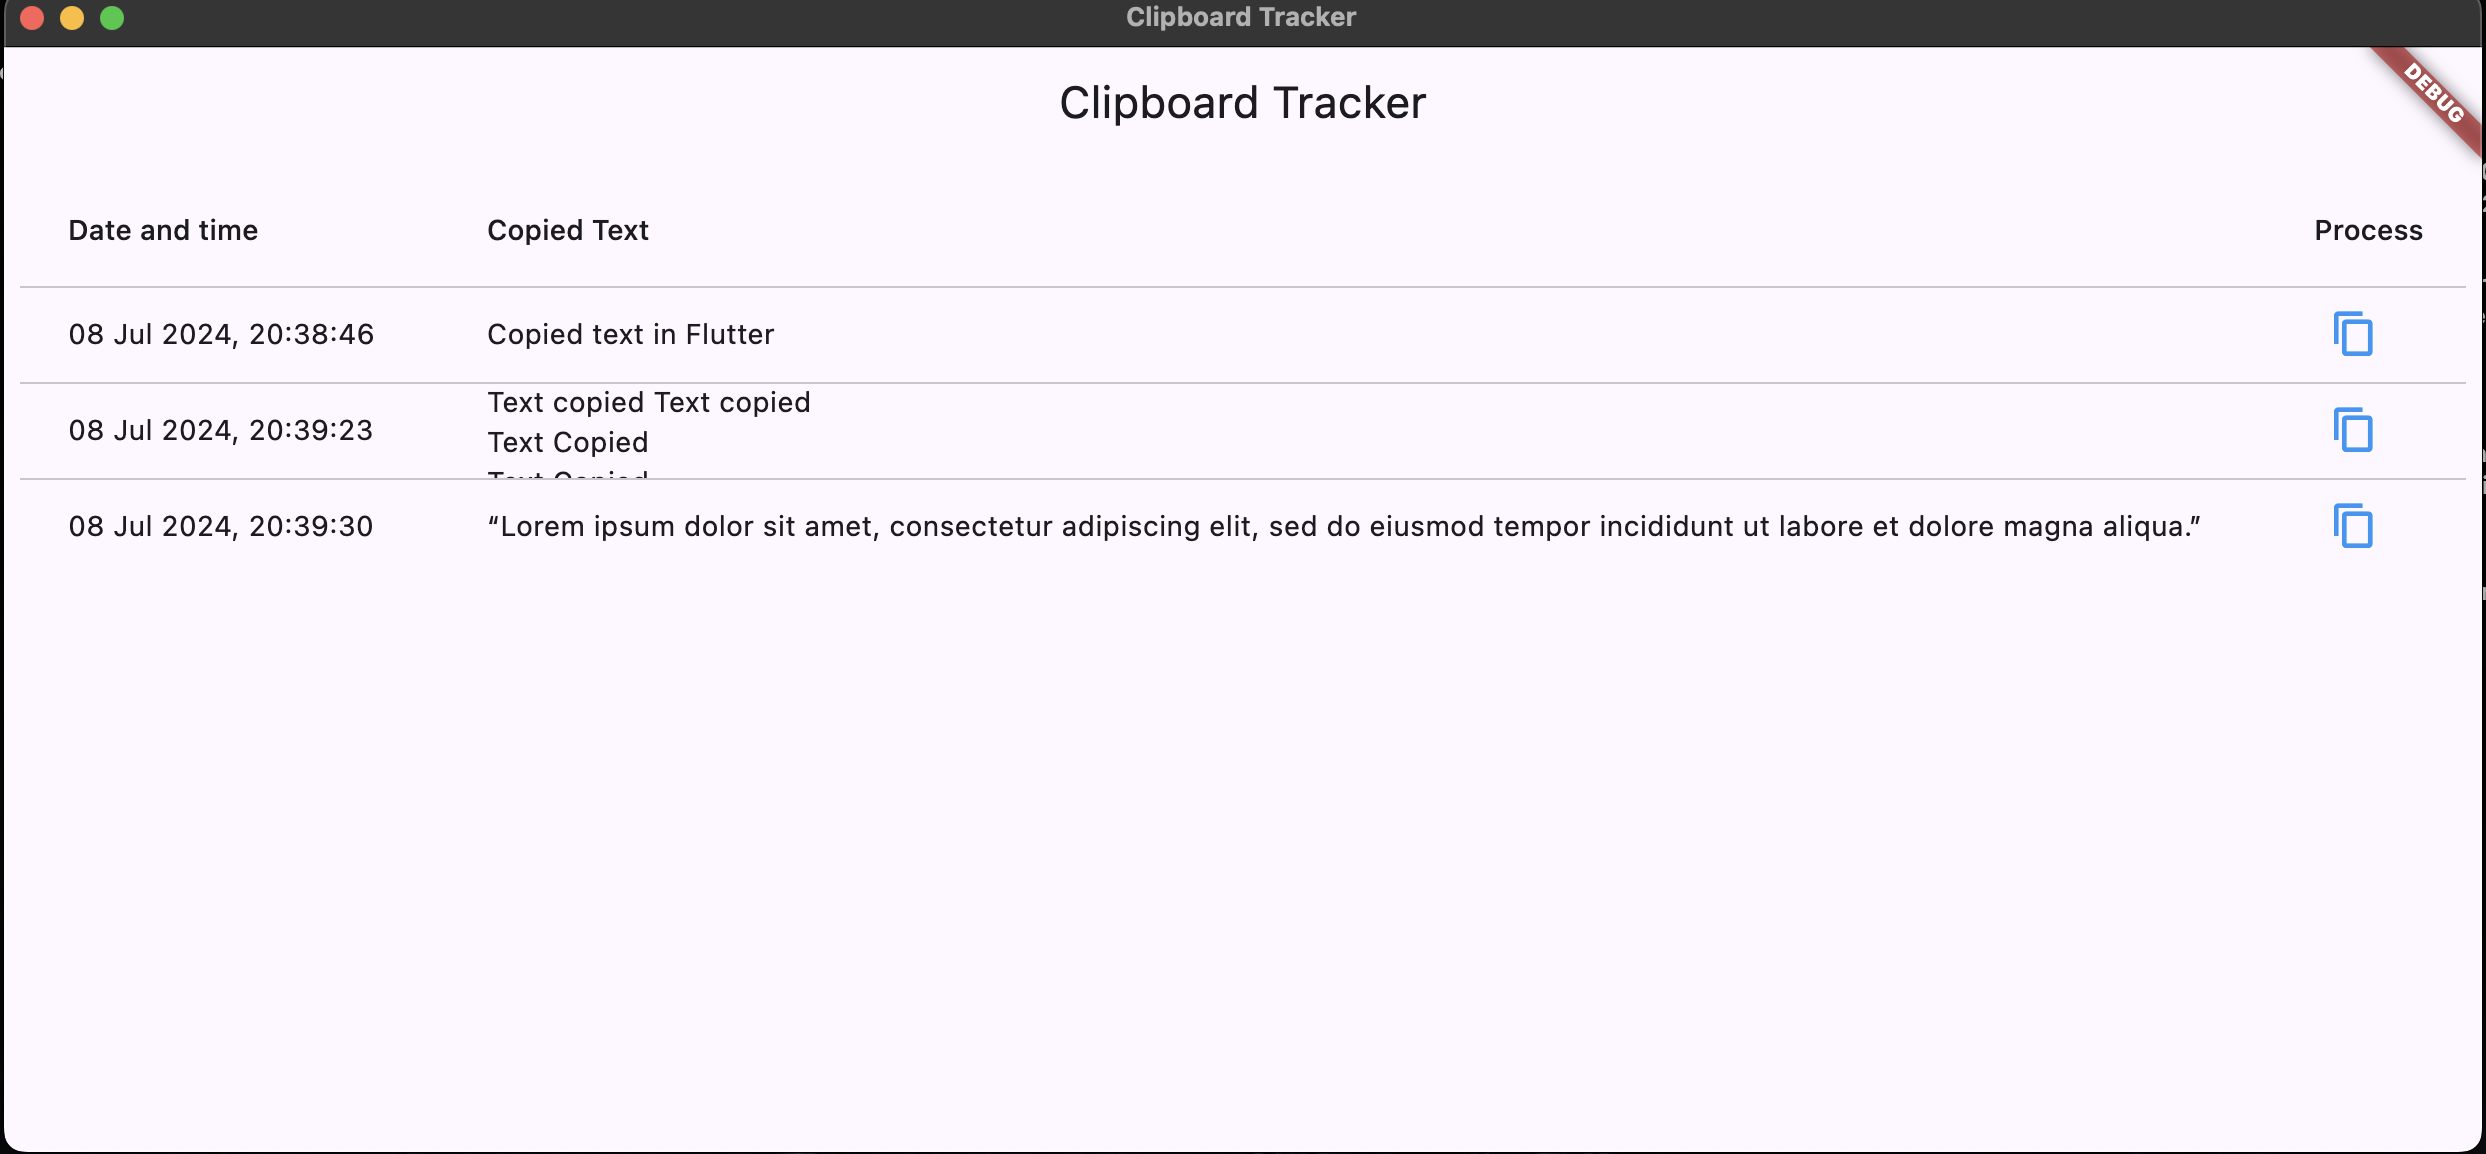 Clipboard Tracker
Clipboard Tracker
DEBUG
Date and time Copied Text Process
08 Jul 2024, 20:38:46 Copied text in Flutter
Text copied Text copied
08 Jul 2024, 20:39:23
Text Copied
Text Copied
08 Jul 2024, 20:39:30 “Lorem ipsum dolor sit amet, consectetur adipiscing elit, sed do eiusmod tempor incididunt ut labore et dolore magna aliqua.”